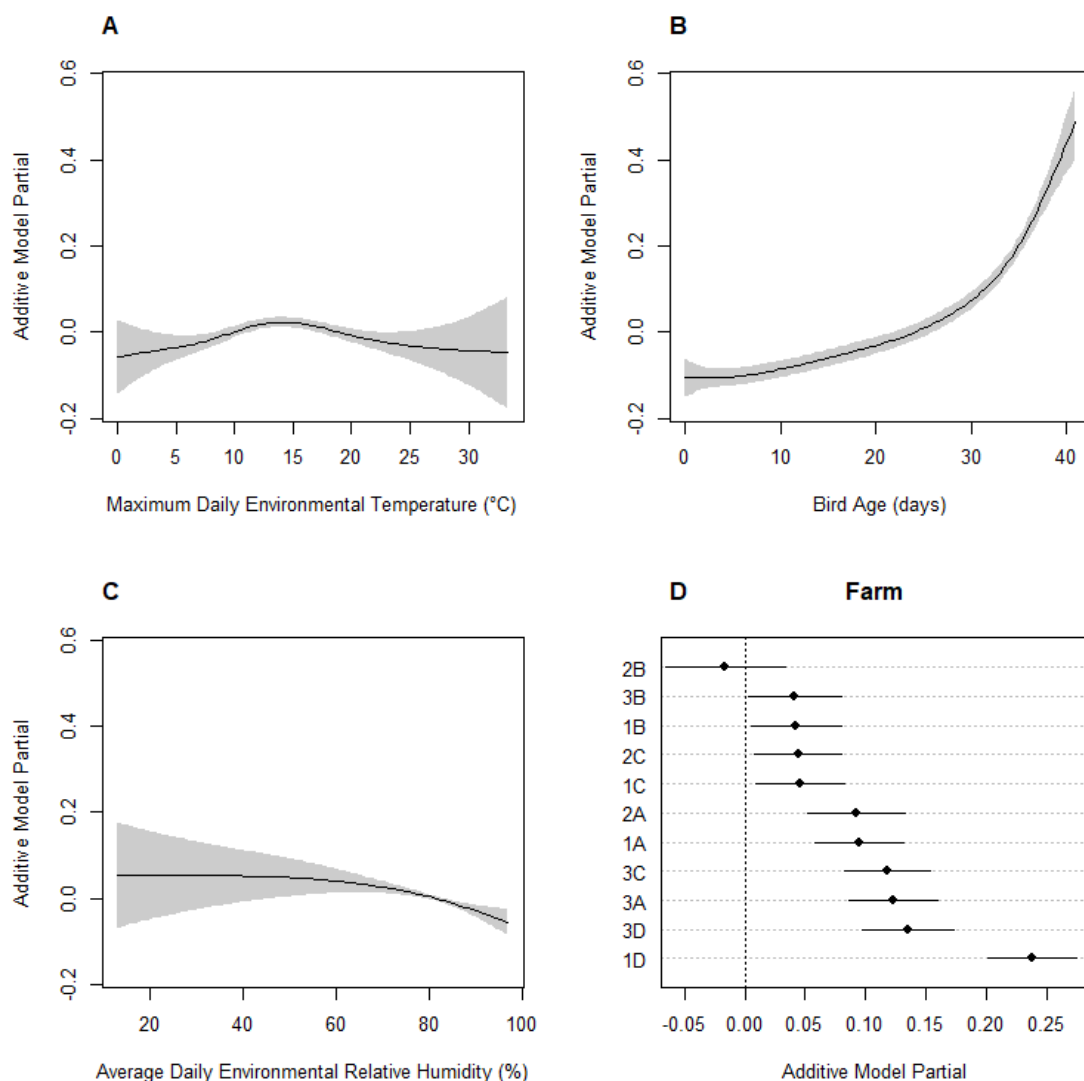 A
Additive Model Partial
0.6
0.4
0.2
0.0
-0.2
0 5 10 15 20 25 30
Maximum Daily Environmental Temperature (°C)
B
Additive Model Partial
0.6
0.4
0.2
0.0
-0.2
0 10 20 30 40
Bird Age (days)
C
Additive Model Partial
0.6
0.4
0.2
0.0
-0.2
20 40 60 80 100
Average Daily Environmental Relative Humidity (%)
D Farm
2B
3B
1B
2C
1C
2A
1A
3C
3A
3D
1D
-0.05 0.00 0.05 0.10 0.15 0.20 0.25
Additive Model Partial